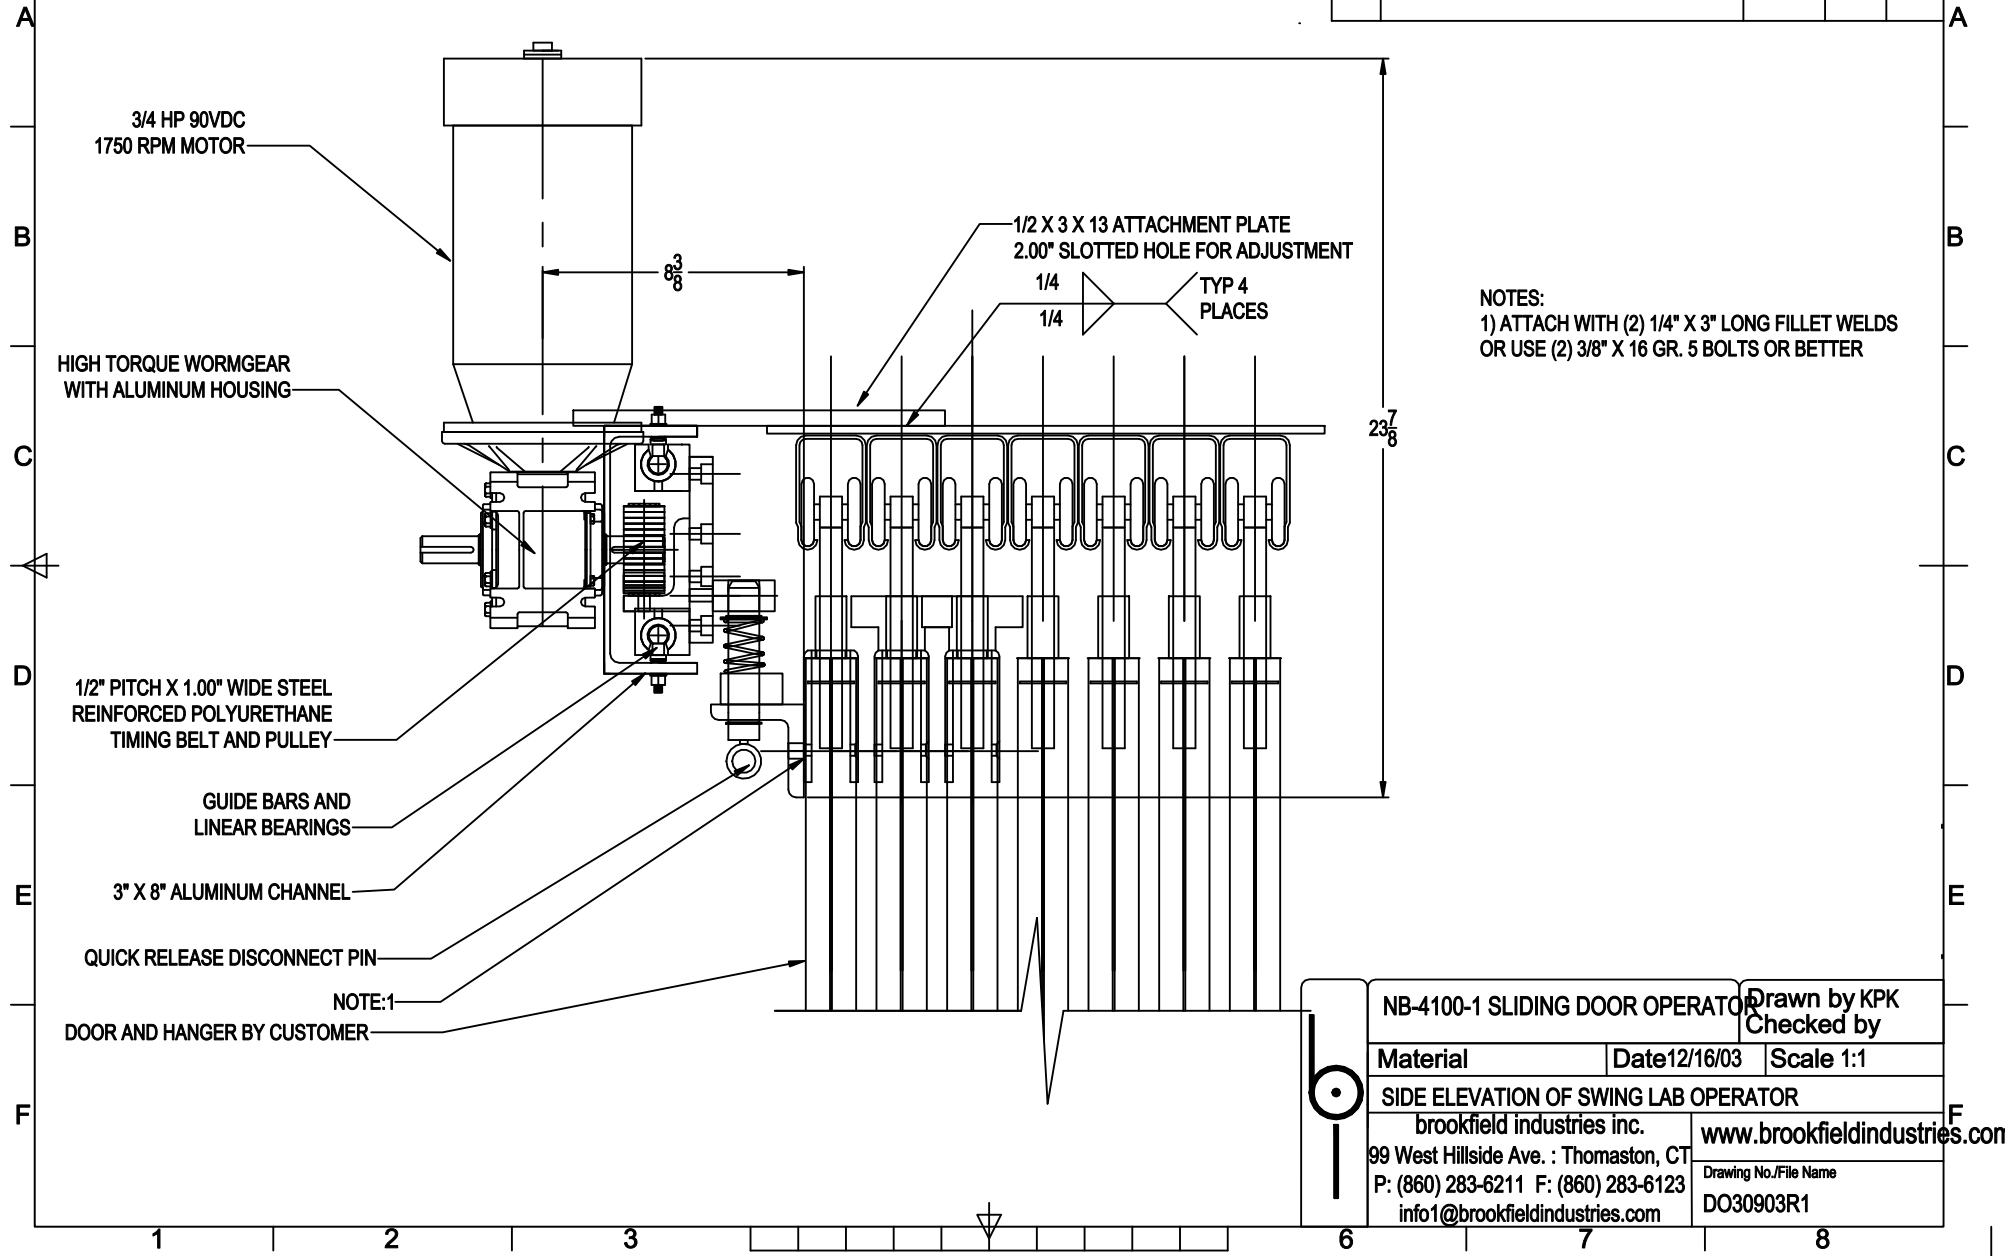 A
A
3/4 HP 90VDC
1750 RPM MOTOR
B
B
1/2 X 3 X 13 ATTACHMENT PLATE
2.00" SLOTTED HOLE FOR ADJUSTMENT
8 3/8
1/4
1/4
TYP 4
PLACES
NOTES:
1) ATTACH WITH (2) 1/4" X 3" LONG FILLET WELDS
OR USE (2) 3/8" X 16 GR. 5 BOLTS OR BETTER
HIGH TORQUE WORMGEAR
WITH ALUMINUM HOUSING
23 7/8
C
C
D
D
1/2" PITCH X 1.00" WIDE STEEL
REINFORCED POLYURETHANE
TIMING BELT AND PULLEY
GUIDE BARS AND
LINEAR BEARINGS
3" X 8" ALUMINUM CHANNEL
E
E
QUICK RELEASE DISCONNECT PIN
NOTE:1
DOOR AND HANGER BY CUSTOMER
F
F
NB-4100-1 SLIDING DOOR OPERATOR
Drawn by KPK
Checked by
Material
Date12/16/03
Scale 1:1
SIDE ELEVATION OF SWING LAB OPERATOR
brookfield industries inc.
99 West Hillside Ave. : Thomaston, CT
P: (860) 283-6211 F: (860) 283-6123
info1@brookfieldindustries.com
www.brookfieldindustries.com
Drawing No./File Name
DO30903R1
1
2
3
6
7
8